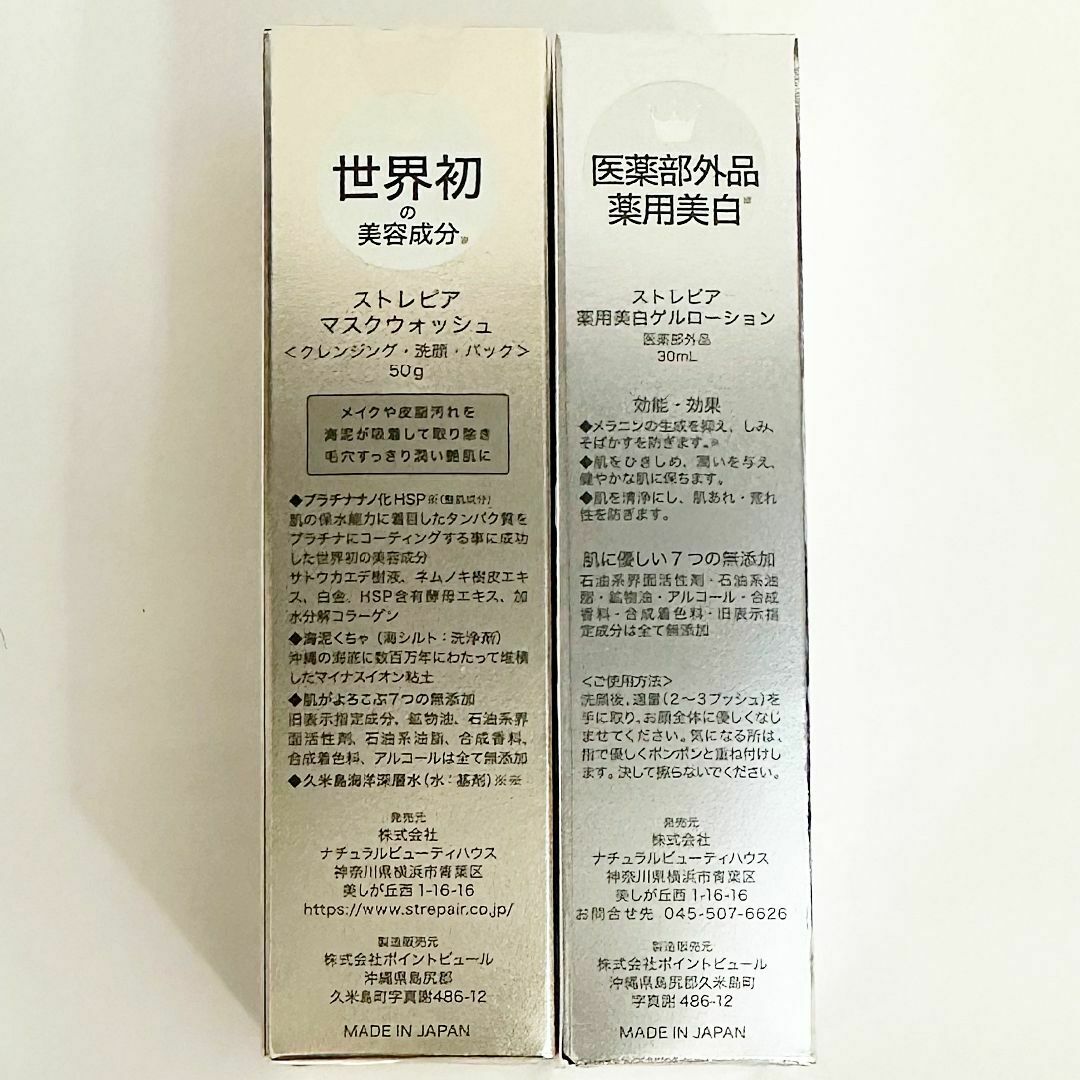 世界初
の
美容成分※
ストレピア
マスクウォッシュ
<クレンジング・洗顔・パック>
50g
メイクや皮脂汚れを
海泥が吸着して取り除き
毛穴すっきり潤い艶肌に
◆プラチナナノ化HSP※(整肌成分)
肌の保水能力に着目したタンパク質を
プラチナにコーティングする事に成功
した世界初の美容成分
サトウカエデ樹液、ネムノキ樹皮エキ
ス、白金、HSP含有酵母エキス、加
水分解コラーゲン
◆海泥くちゃ(海シルト:洗浄剤)
沖縄の海底に数百万年にわたって堆積
したマイナスイオン粘土
◆肌がよろこぶ7つの無添加
旧表示指定成分、鉱物油、石油系界
面活性剤、石油系油脂、合成香料、
合成着色料、アルコールは全て無添加
◆久米島海洋深層水(水:基剤)※※
発売元
株式会社
ナチュラルビューティハウス
神奈川県横浜市青葉区
美しが丘西1-16-16
https://www.strepair.co.jp/
製造販売元
株式会社ポイントピュール
沖縄県島尻郡
久米島町字真謝486-12
MADE IN JAPAN
医薬部外品
薬用美白※
ストレピア
薬用美白ゲルローション
医薬部外品
30mL
効能・効果
◆メラニンの生成を抑え、しみ、
そばかすを防ぎます。※
◆肌をひきしめ、潤いを与え、
健やかな肌に保ちます。
◆肌を清浄にし、肌あれ・荒れ
性を防ぎます。
肌に優しい7つの無添加
石油系界面活性剤・石油系油
脂・鉱物油・アルコール・合成
香料・合成着色料・旧表示指
定成分は全て無添加
<ご使用方法>
洗顔後、適量(2〜3プッシュ)を
手に取り、お顔全体に優しくなじ
ませてください。気になる所は、
指で優しくポンポンと重ね付けし
ます。決して擦らないでください。
発売元
株式会社
ナチュラルビューティハウス
神奈川県横浜市青葉区
美しが丘西1-16-16
お問合せ先 045-507-6626
製造販売元
株式会社ポイントピュール
沖縄県島尻郡久米島町
字真謝486-12
MADE IN JAPAN